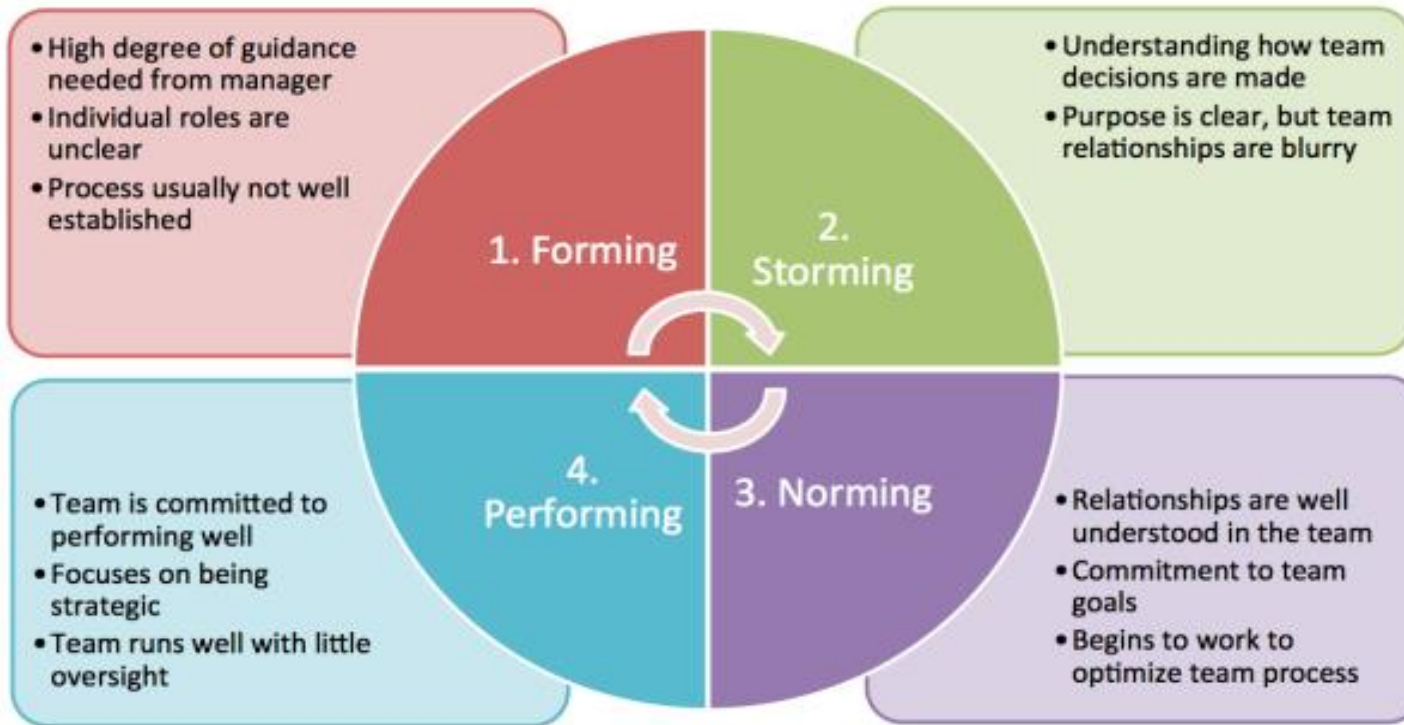 • High degree of guidance
needed from manager
• Individual roles are
unclear
• Process usually not well
established
1. Forming
• Understanding how team
decisions are made
• Purpose is clear, but team
relationships are blurry
2.
Storming
• Relationships are well
understood in the team
• Commitment to team
goals
• Begins to work to
optimize team process
3. Norming
• Team is committed to
performing well
• Focuses on being
strategic
• Team runs well with little
oversight
4.
Performing